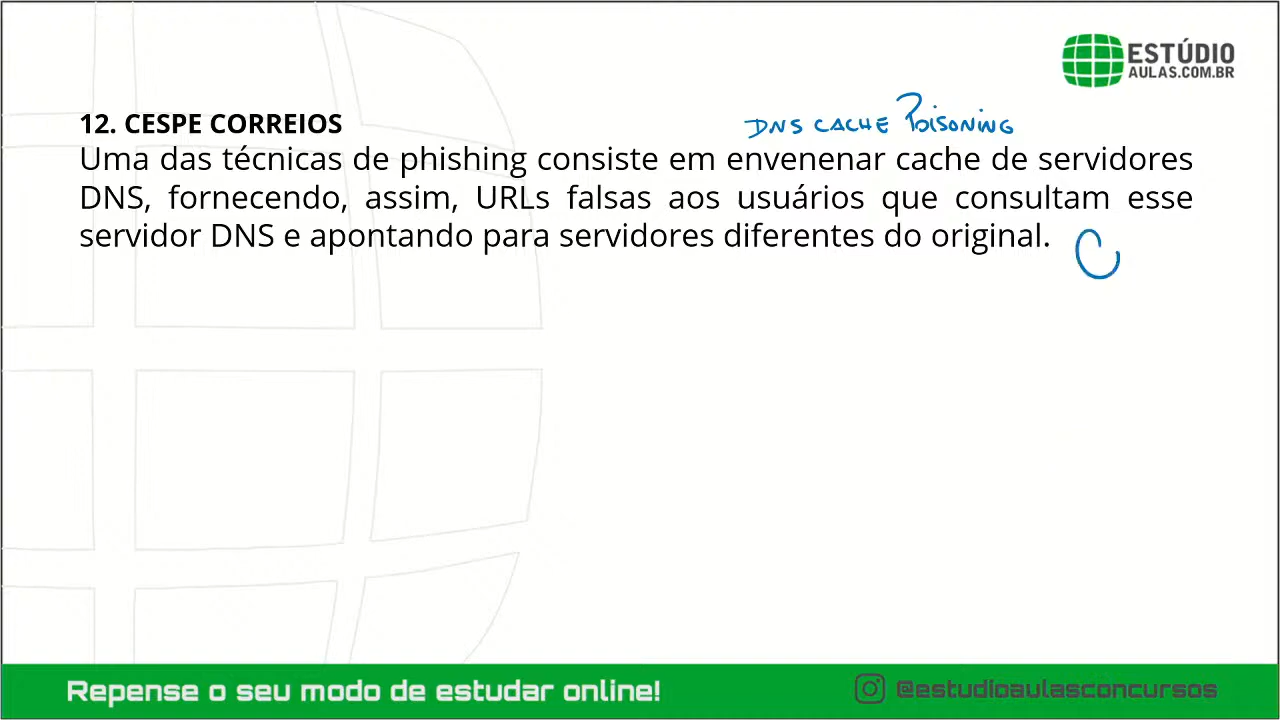 ESTÚDIO
AULAS.COM.BR
12. CESPE CORREIOS
DNS CACHE POISONING
Uma das técnicas de phishing consiste em envenenar cache de servidores
DNS, fornecendo, assim, URLs falsas aos usuários que consultam esse
servidor DNS e apontando para servidores diferentes do original.
C
Repense o seu modo de estudar online!
@estudioaulasconcursos